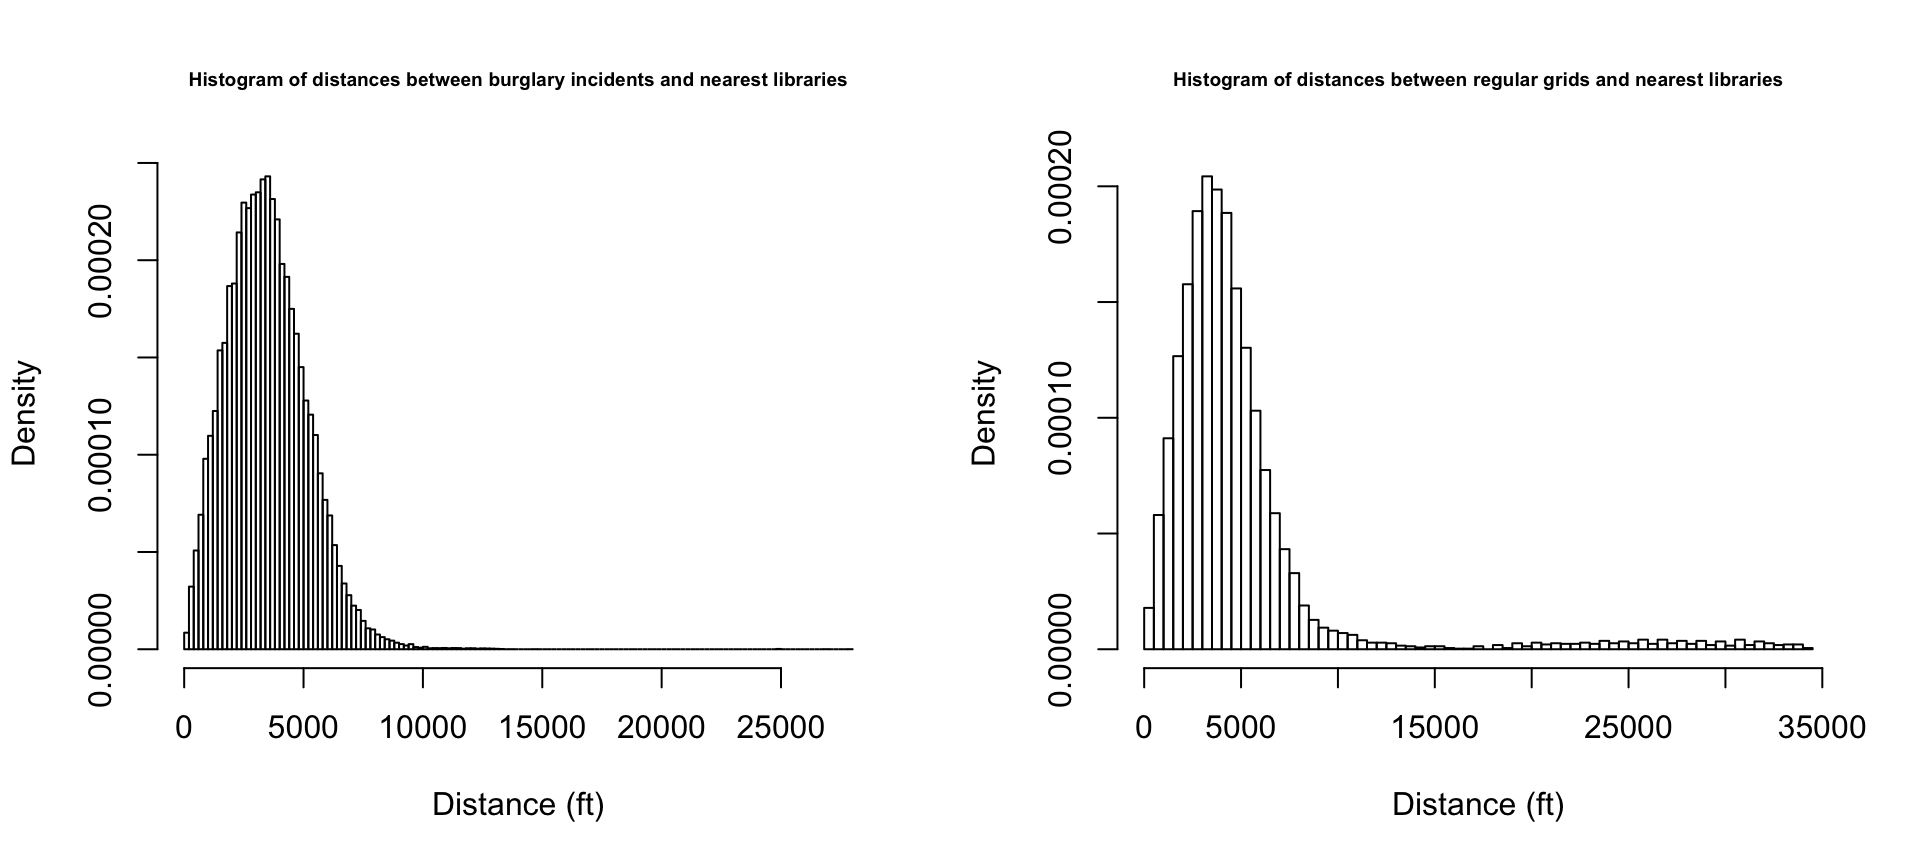 Histogram of distances between burglary incidents and nearest libraries
Density
0.00000 0.00010 0.00020
0 5000 10000 15000 20000 25000
Distance (ft)
Histogram of distances between regular grids and nearest libraries
Density
0.00000 0.00010 0.00020
0 5000 15000 25000 35000
Distance (ft)